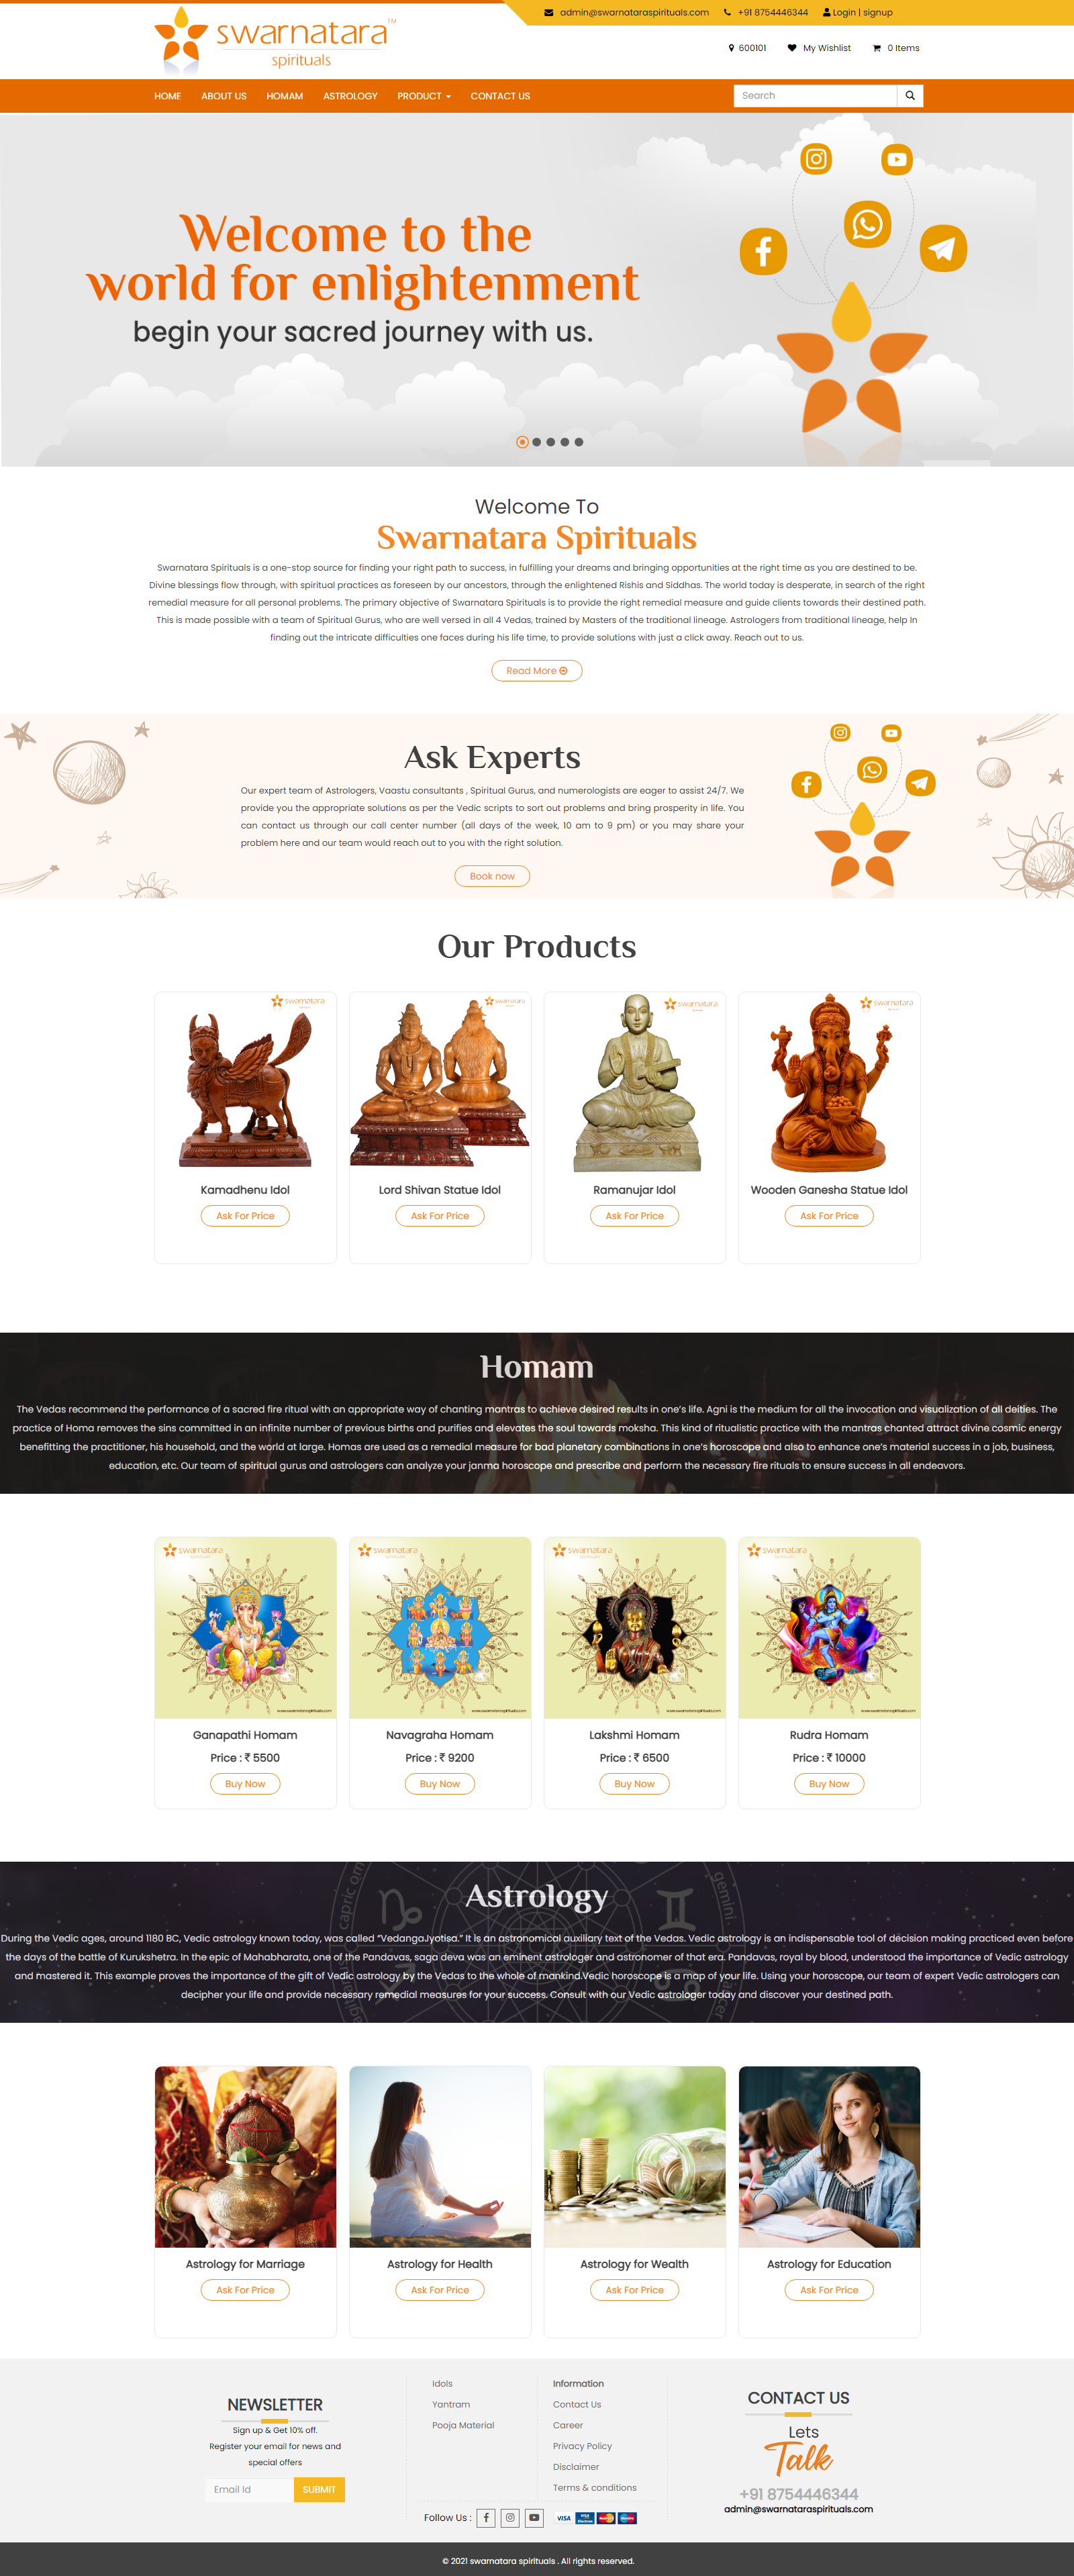 admin@swarnataraspirituals.com +91 8754446344 Login | signup
swarnatara™
spirituals
600101 My Wishlist 0 Items
HOME ABOUT US HOMAM ASTROLOGY PRODUCT CONTACT US Search
Welcome to the
world for enlightenment
begin your sacred journey with us.
Welcome To
Swarnatara Spirituals
Swarnatara Spirituals is a one-stop source for finding your right path to success, in fulfilling your dreams and bringing opportunities at the right time as you are destined to be.
Divine blessings flow through, with spiritual practices as foreseen by our ancestors, through the enlightened Rishis and Siddhas. The world today is desperate, in search of the right
remedial measure for all personal problems. The primary objective of Swarnatara Spirituals is to provide the right remedial measure and guide clients towards their destined path.
This is made possible with a team of Spiritual Gurus, who are well versed in all 4 Vedas, trained by Masters of the traditional lineage. Astrologers from traditional lineage, help In
finding out the intricate difficulties one faces during his life time, to provide solutions with just a click away. Reach out to us.
Read More
Ask Experts
Our expert team of Astrologers, Vaastu consultants , Spiritual Gurus, and numerologists are eager to assist 24/7. We
provide you the appropriate solutions as per the Vedic scripts to sort out problems and bring prosperity in life. You
can contact us through our call center number (all days of the week, 10 am to 9 pm) or you may share your
problem here and our team would reach out to you with the right solution.
Book now
Our Products
swarnatara swarnatara swarnatara swarnatara
Kamadhenu Idol Lord Shivan Statue Idol Ramanujar Idol Wooden Ganesha Statue Idol
Ask For Price Ask For Price Ask For Price Ask For Price
Homam
The Vedas recommend the performance of a sacred fire ritual with an appropriate way of chanting mantras to achieve desired results in one's life. Agni is the medium for all the invocation and visualization of all deities. The
practice of Homa removes the sins committed in an infinite number of previous births and purifies and elevates the soul towards moksha. This kind of ritualistic practice with the mantras chanted attract divine cosmic energy
benefitting the practitioner, his household, and the world at large. Homas are used as a remedial measure for bad planetary combinations in one's horoscope and also to enhance one's material success in a job, business,
education, etc. Our team of spiritual gurus and astrologers can analyze your janma horoscope and prescribe and perform the necessary fire rituals to ensure success in all endeavors.
swarnatara swarnatara swarnatara swarnatara
www.swarnataraspirituals.com www.swarnataraspirituals.com www.swarnataraspirituals.com www.swarnataraspirituals.com
Ganapathi Homam Navagraha Homam Lakshmi Homam Rudra Homam
Price : ₹ 5500 Price : ₹ 9200 Price : ₹ 6500 Price : ₹ 10000
Buy Now Buy Now Buy Now Buy Now
capric
Astrology
During the Vedic ages, around 1180 BC, Vedic astrology known today, was called "VedangaJyotisa." It is an astronomical auxiliary text of the Vedas. Vedic astrology is an indispensable tool of decision making practiced even before
the days of the battle of Kurukshetra. In the epic of Mahabharata, one of the Pandavas, saga deva was an eminent astrologer and astronomer of that era. Pandavas, royal by blood, understood the importance of Vedic astrology
and mastered it. This example proves the importance of the gift of Vedic astrology by the Vedas to the whole of mankind.Vedic horoscope is a map of your life. Using your horoscope, our team of expert Vedic astrologers can
decipher your life and provide necessary remedial measures for your success. Consult with our Vedic astrologer today and discover your destined path.
Astrology for Marriage Astrology for Health Astrology for Wealth Astrology for Education
Ask For Price Ask For Price Ask For Price Ask For Price
NEWSLETTER
Sign up & Get 10% off.
Register your email for news and
special offers
Email Id SUBMIT
Idols
Yantram
Pooja Material
Information
Contact Us
Career
Privacy Policy
Disclaimer
Terms & conditions
Follow Us : VISA VISA Electron MasterCard Maestro
CONTACT US
Lets
Talk
+91 8754446344
admin@swarnataraspirituals.com
© 2021 swarnatara spirituals . All rights reserved.